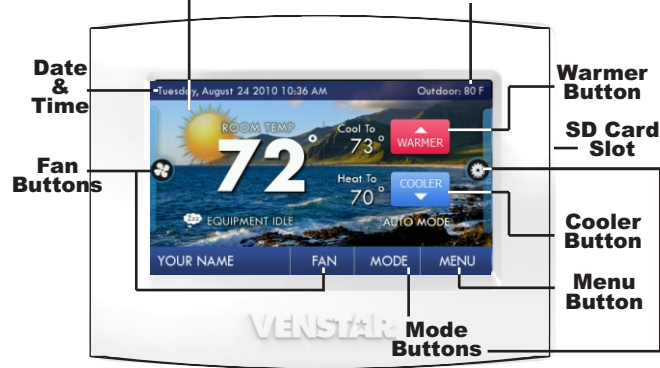 Date
&
Time
Fan
Buttons
Tuesday, August 24 2010 10:36 AM
Outdoor: 80 F
ROOM TEMP
72°
Cool To
73°
WARMER
Heat To
70°
COOLER
Zzz
EQUIPMENT IDLE
AUTO MODE
YOUR NAME
FAN
MODE
MENU
VENSTAR
Warmer
Button
SD Card
Slot
Cooler
Button
Menu
Button
Mode
Buttons